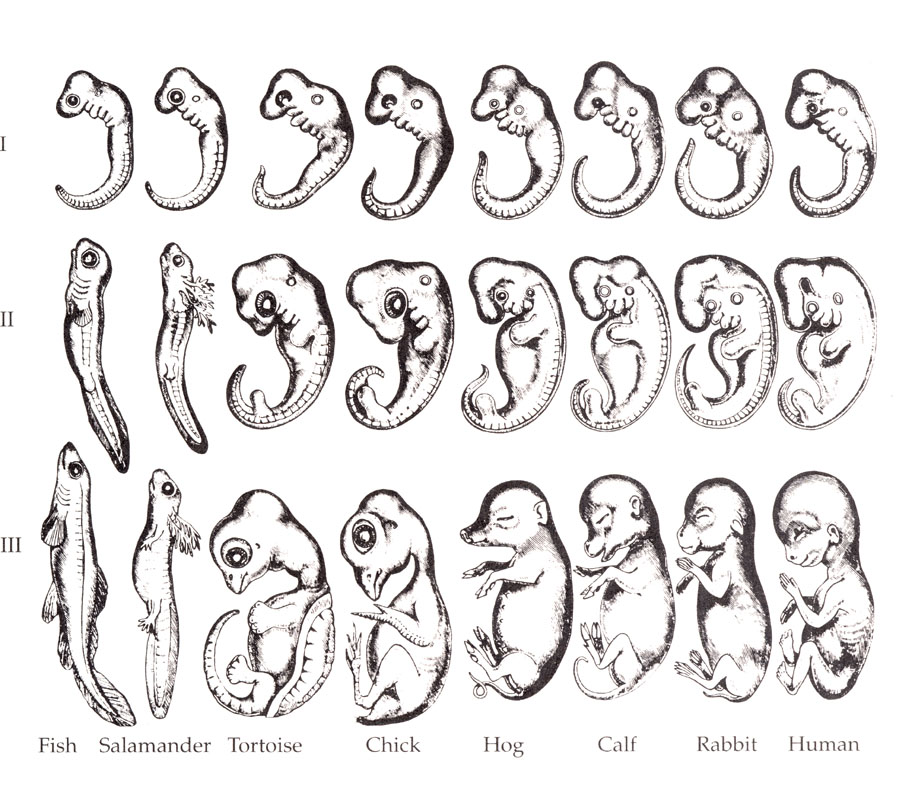 I
II
III
Fish Salamander Tortoise Chick Hog Calf Rabbit Human